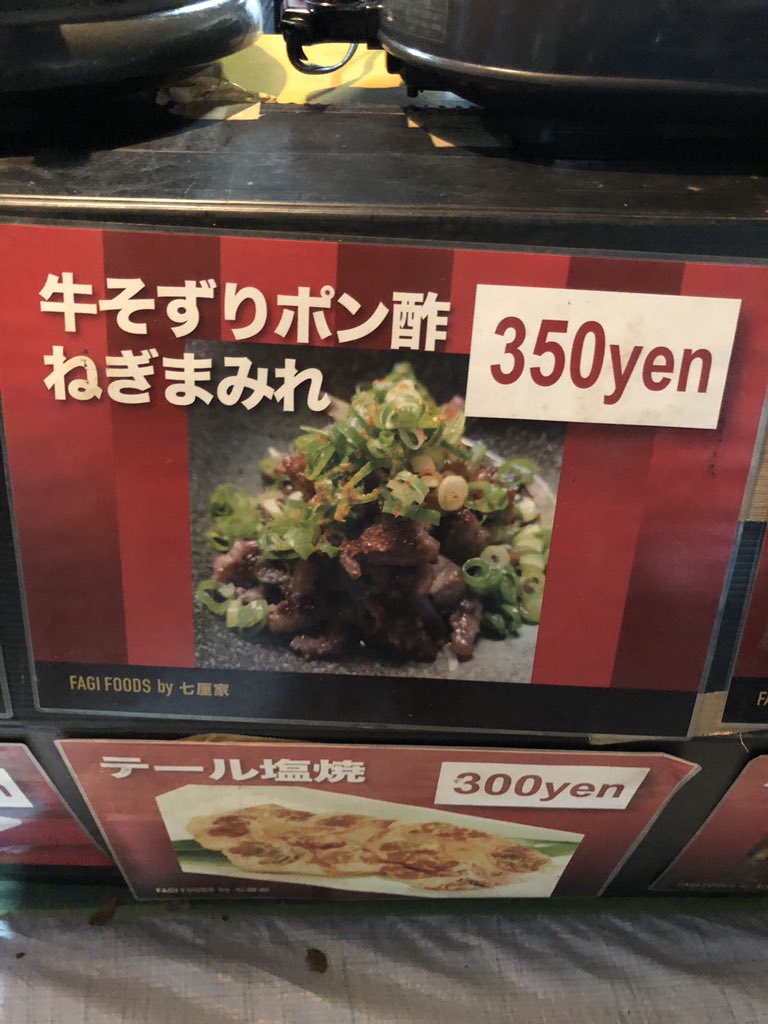 牛そずりポン酢
ねぎまみれ
350yen
FAGI FOODS by 七厘家
テール塩焼
300yen
FAGI FOODS by 七厘家